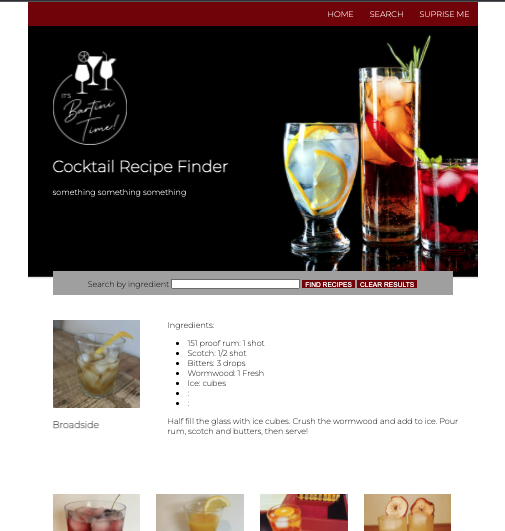 HOME SEARCH SUPRISE ME
IT'S
Bartini
Time!
Cocktail Recipe Finder
something something something
Search by ingredient FIND RECIPES CLEAR RESULTS
Ingredients:
151 proof rum: 1 shot
Scotch: 1/2 shot
Bitters: 3 drops
Wormwood: 1 Fresh
Ice: cubes
:
:
Broadside
Half fill the glass with ice cubes. Crush the wormwood and add to ice. Pour
rum, scotch and butters, then serve!